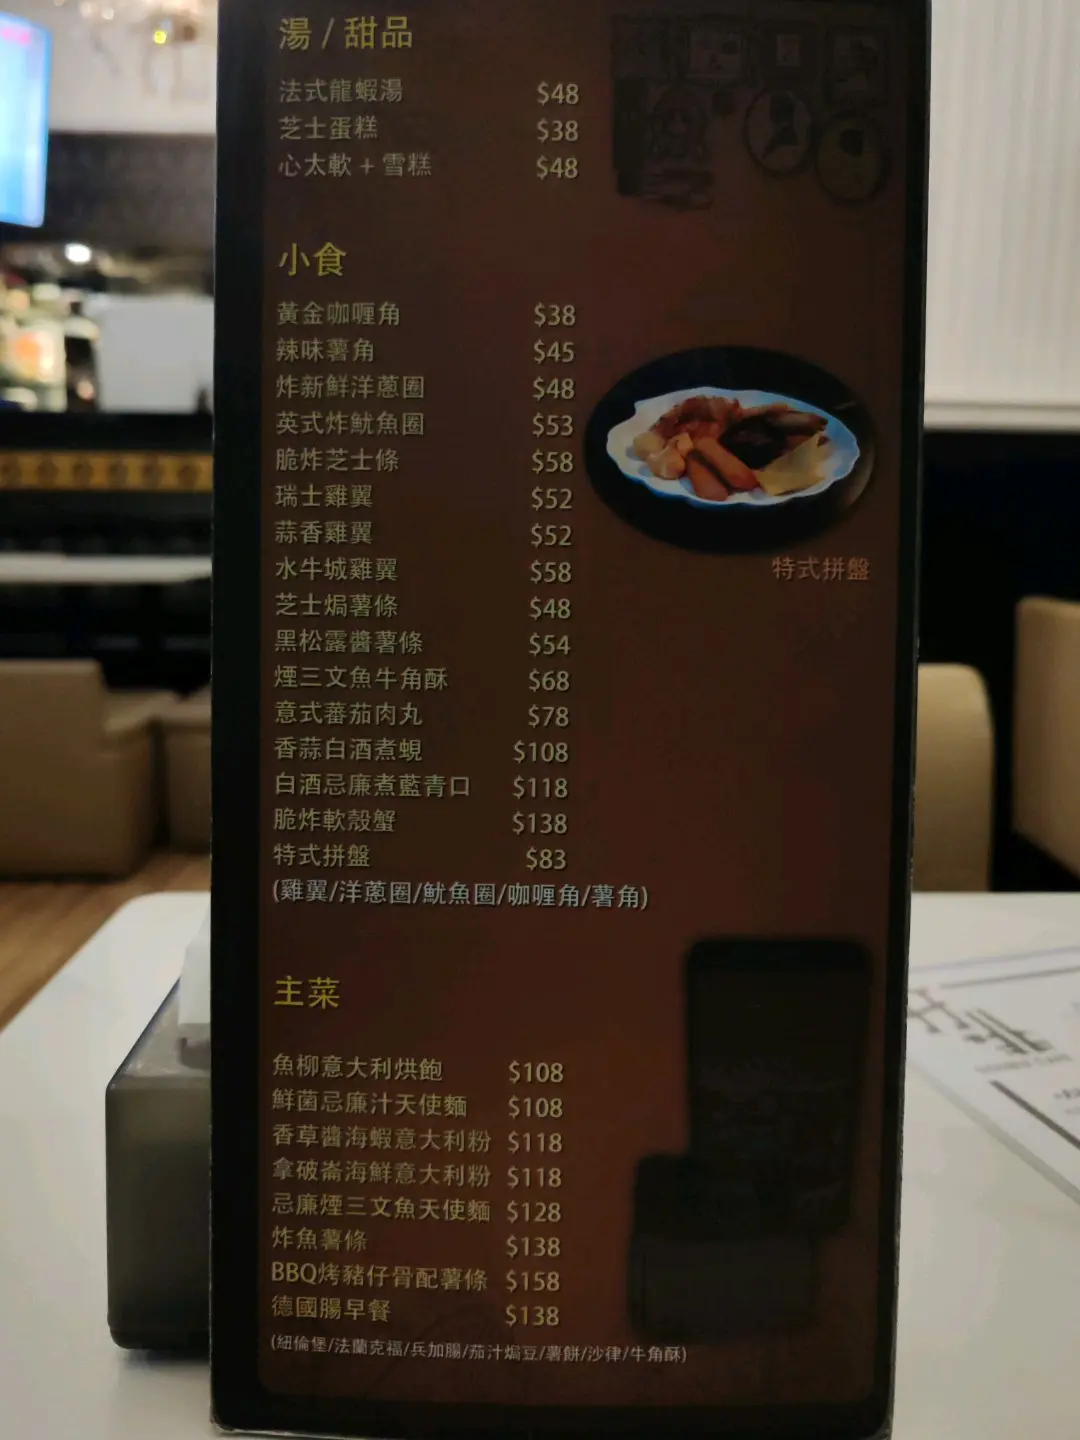 湯 / 甜品
法式龍蝦湯 $48
芝士蛋糕 $38
心太軟 + 雪糕 $48
小食
黃金咖喱角 $38
辣味薯角 $45
炸新鮮洋蔥圈 $48
英式炸魷魚圈 $53
脆炸芝士條 $58
瑞士雞翼 $52
蒜香雞翼 $52
水牛城雞翼 $58
芝士焗薯條 $48
黑松露醬薯條 $54
煙三文魚牛角酥 $68
意式蕃茄肉丸 $78
香蒜白酒煮蜆 $108
白酒忌廉煮藍青口 $118
脆炸軟殼蟹 $138
特式拼盤 $83
(雞翼/洋蔥圈/魷魚圈/咖喱角/薯角)
特式拼盤
主菜
魚柳意大利烘飽 $108
鮮菌忌廉汁天使麵 $108
香草醬海蝦意大利粉 $118
拿破崙海鮮意大利粉 $118
忌廉煙三文魚天使麵 $128
炸魚薯條 $138
BBQ烤豬仔骨配薯條 $158
德國腸早餐 $138
(紐倫堡/法蘭克福/兵加腸/茄汁焗豆/薯餅/沙律/牛角酥)